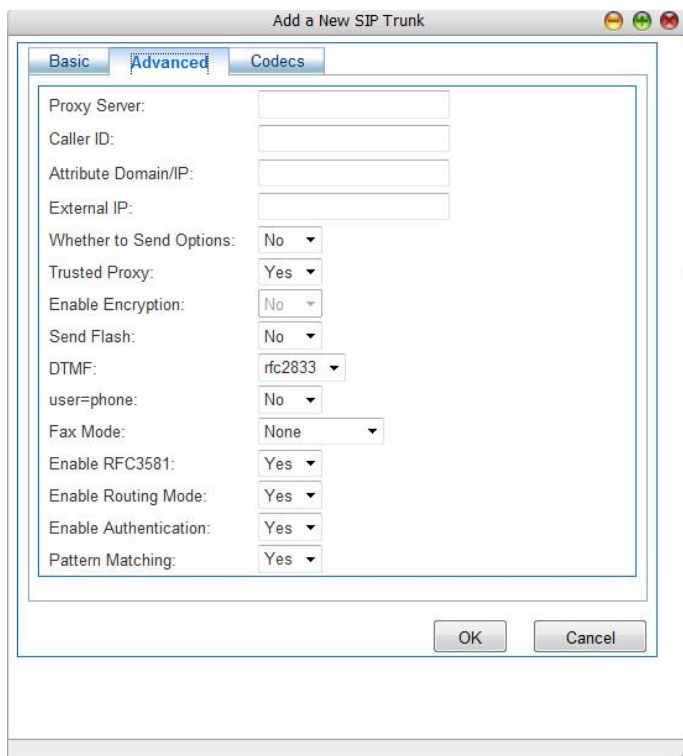 Add a New SIP Trunk
Basic Advanced Codecs
Proxy Server:
Caller ID:
Attribute Domain/IP:
External IP:
Whether to Send Options: No
Trusted Proxy: Yes
Enable Encryption: No
Send Flash: No
DTMF: rfc2833
user=phone: No
Fax Mode: None
Enable RFC3581: Yes
Enable Routing Mode: Yes
Enable Authentication: Yes
Pattern Matching: Yes
OK Cancel